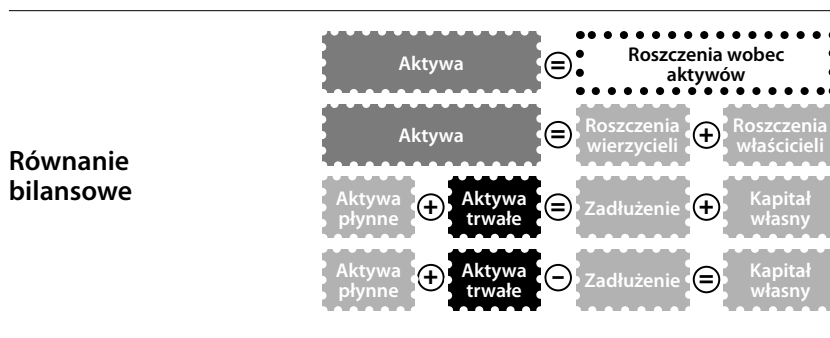 Równanie
bilansowe
Aktywa = Roszczenia wobec
aktywów
Aktywa = Roszczenia
wierzycieli + Roszczenia
właścicieli
Aktywa
płynne + Aktywa
trwałe = Zadłużenie + Kapitał
własny
Aktywa
płynne + Aktywa
trwałe − Zadłużenie = Kapitał
własny